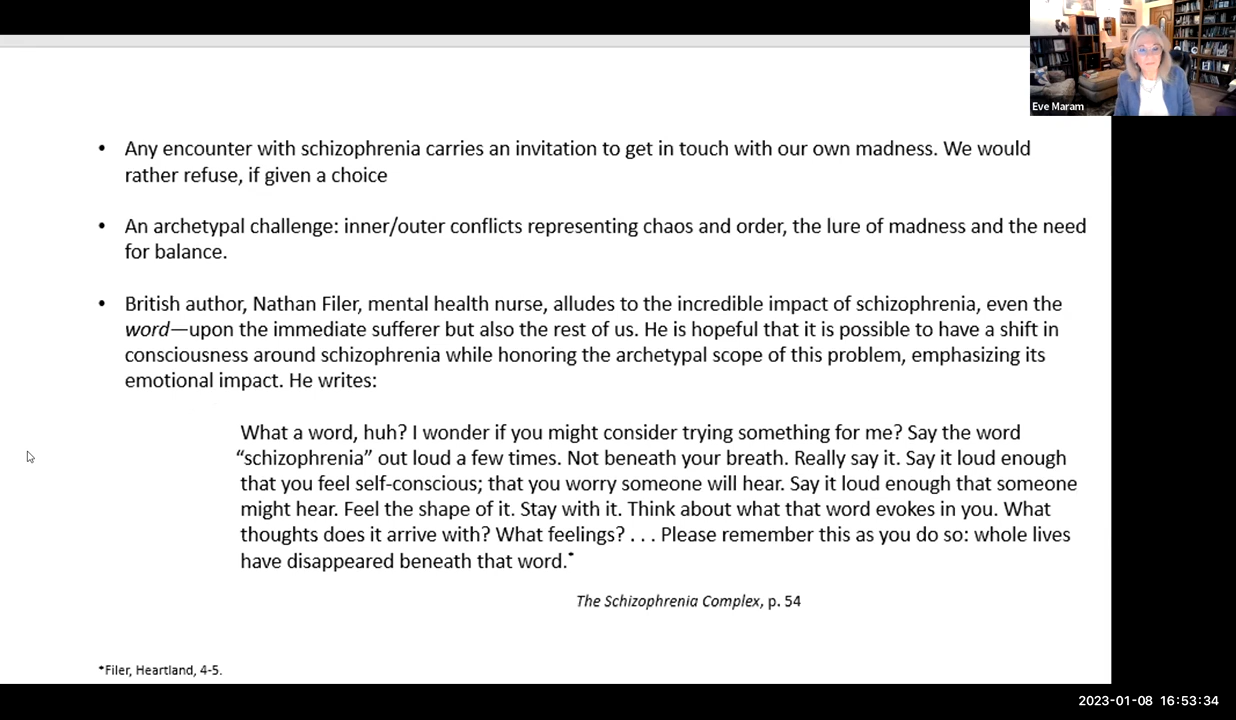 Eve Maram
• Any encounter with schizophrenia carries an invitation to get in touch with our own madness. We would
rather refuse, if given a choice
• An archetypal challenge: inner/outer conflicts representing chaos and order, the lure of madness and the need
for balance.
• British author, Nathan Filer, mental health nurse, alludes to the incredible impact of schizophrenia, even the
word—upon the immediate sufferer but also the rest of us. He is hopeful that it is possible to have a shift in
consciousness around schizophrenia while honoring the archetypal scope of this problem, emphasizing its
emotional impact. He writes:
What a word, huh? I wonder if you might consider trying something for me? Say the word
“schizophrenia” out loud a few times. Not beneath your breath. Really say it. Say it loud enough
that you feel self-conscious; that you worry someone will hear. Say it loud enough that someone
might hear. Feel the shape of it. Stay with it. Think about what that word evokes in you. What
thoughts does it arrive with? What feelings? . . . Please remember this as you do so: whole lives
have disappeared beneath that word.*
The Schizophrenia Complex, p. 54
*Filer, Heartland, 4-5.
2023-01-08 16:53:34